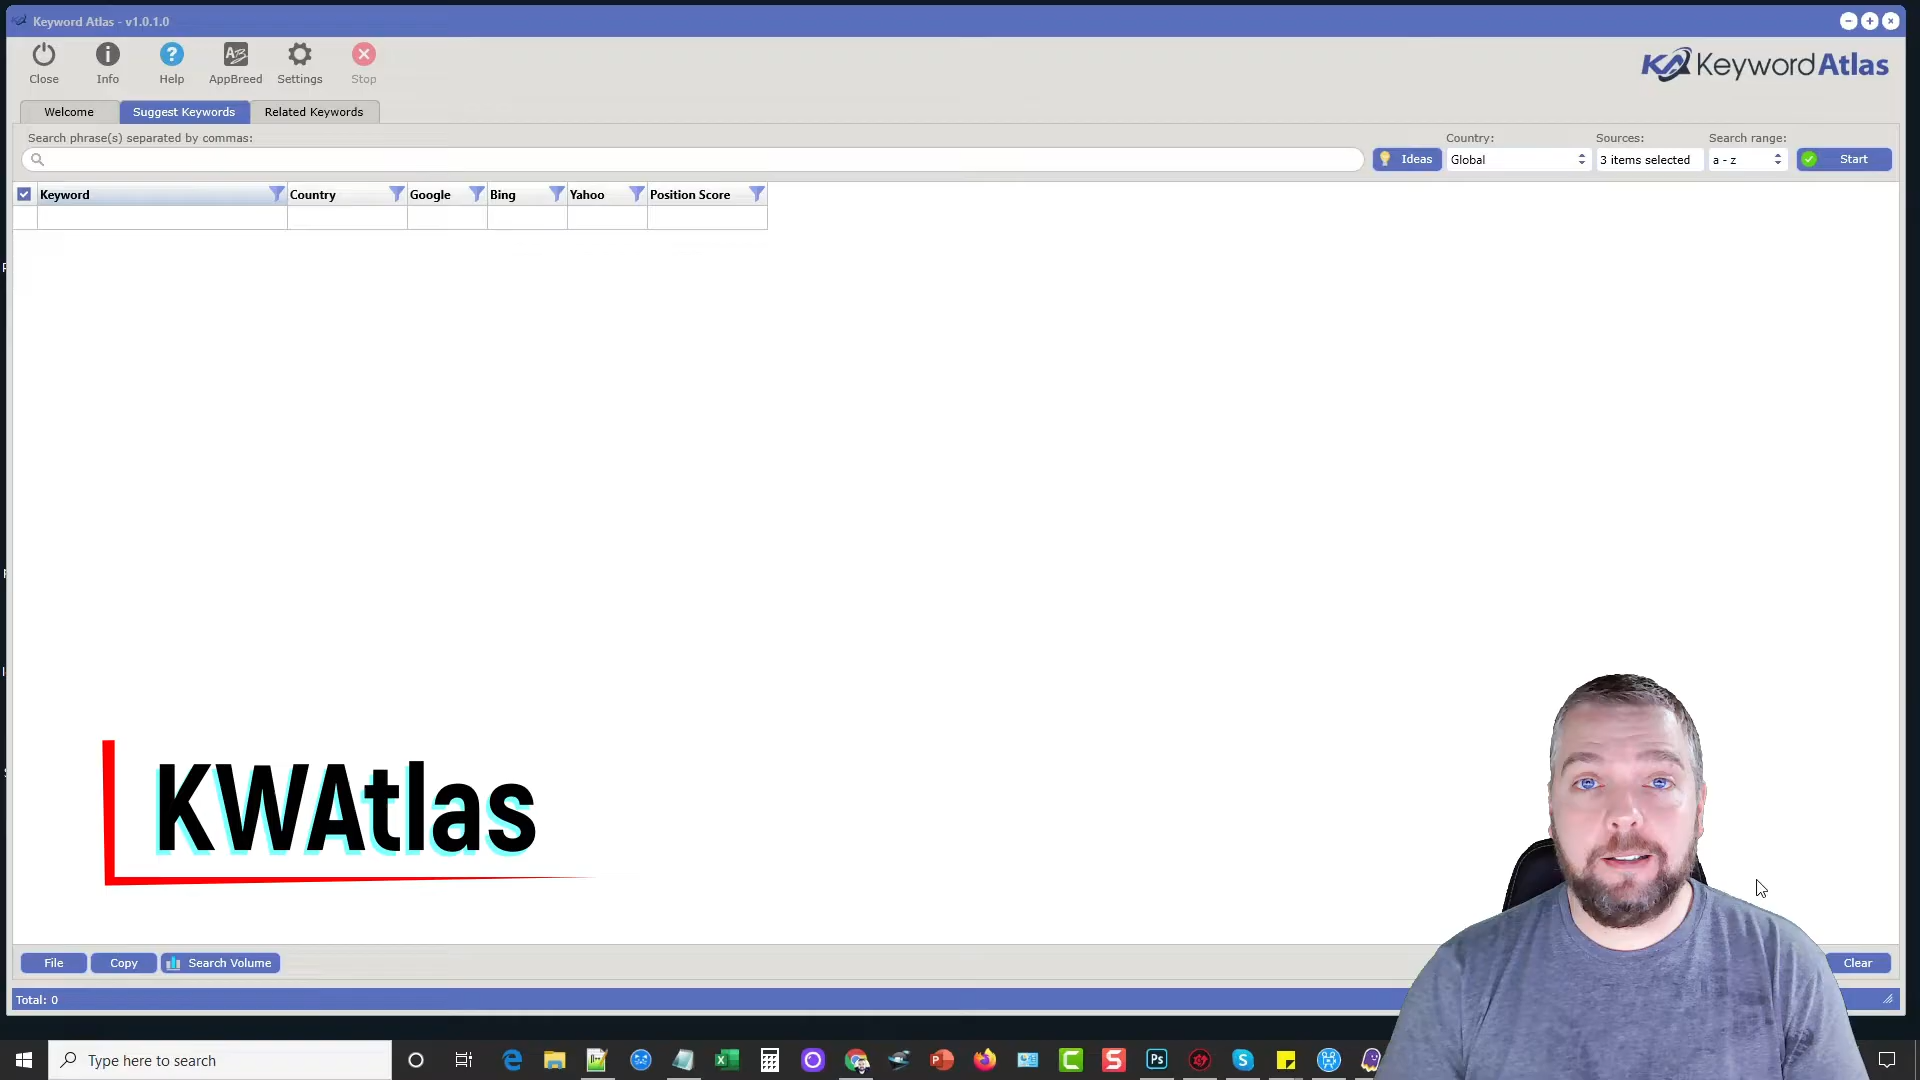 Keyword Atlas - v1.0.1.0
Close
Info
Help
AppBreed
Settings
Stop
KA KeywordAtlas
Welcome
Suggest Keywords
Related Keywords
Search phrase(s) separated by commas:
Country:
Sources:
Search range:
Ideas
Global
3 items selected
a - z
Start
Keyword
Country
Google
Bing
Yahoo
Position Score
KWAtlas
File
Copy
Search Volume
Clear
Total: 0
Type here to search